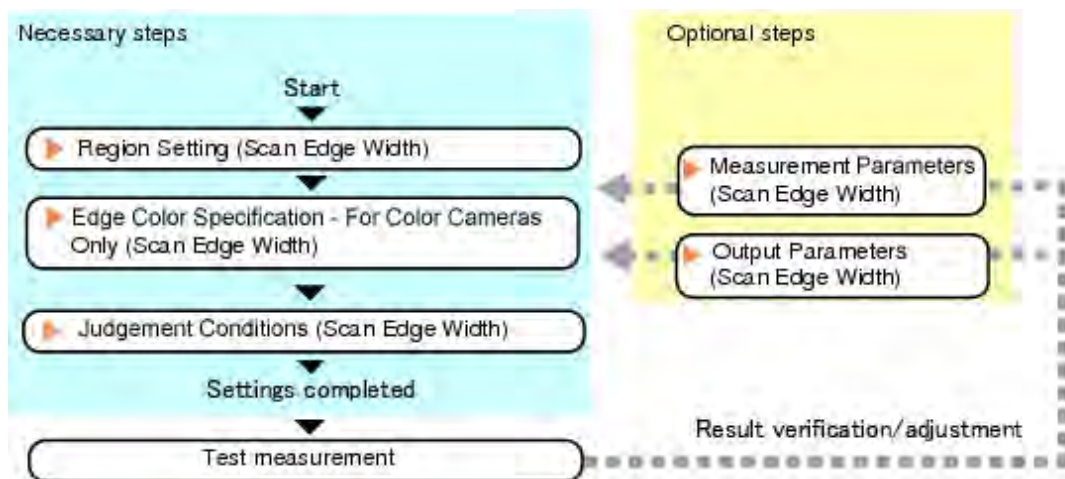 Necessary steps
Start
Region Setting (Scan Edge Width)
Edge Color Specification - For Color Cameras
Only (Scan Edge Width)
Judgement Conditions (Scan Edge Width)
Settings completed
Test measurement
Optional steps
Measurement Parameters
(Scan Edge Width)
Output Parameters
(Scan Edge Width)
Result verification/adjustment